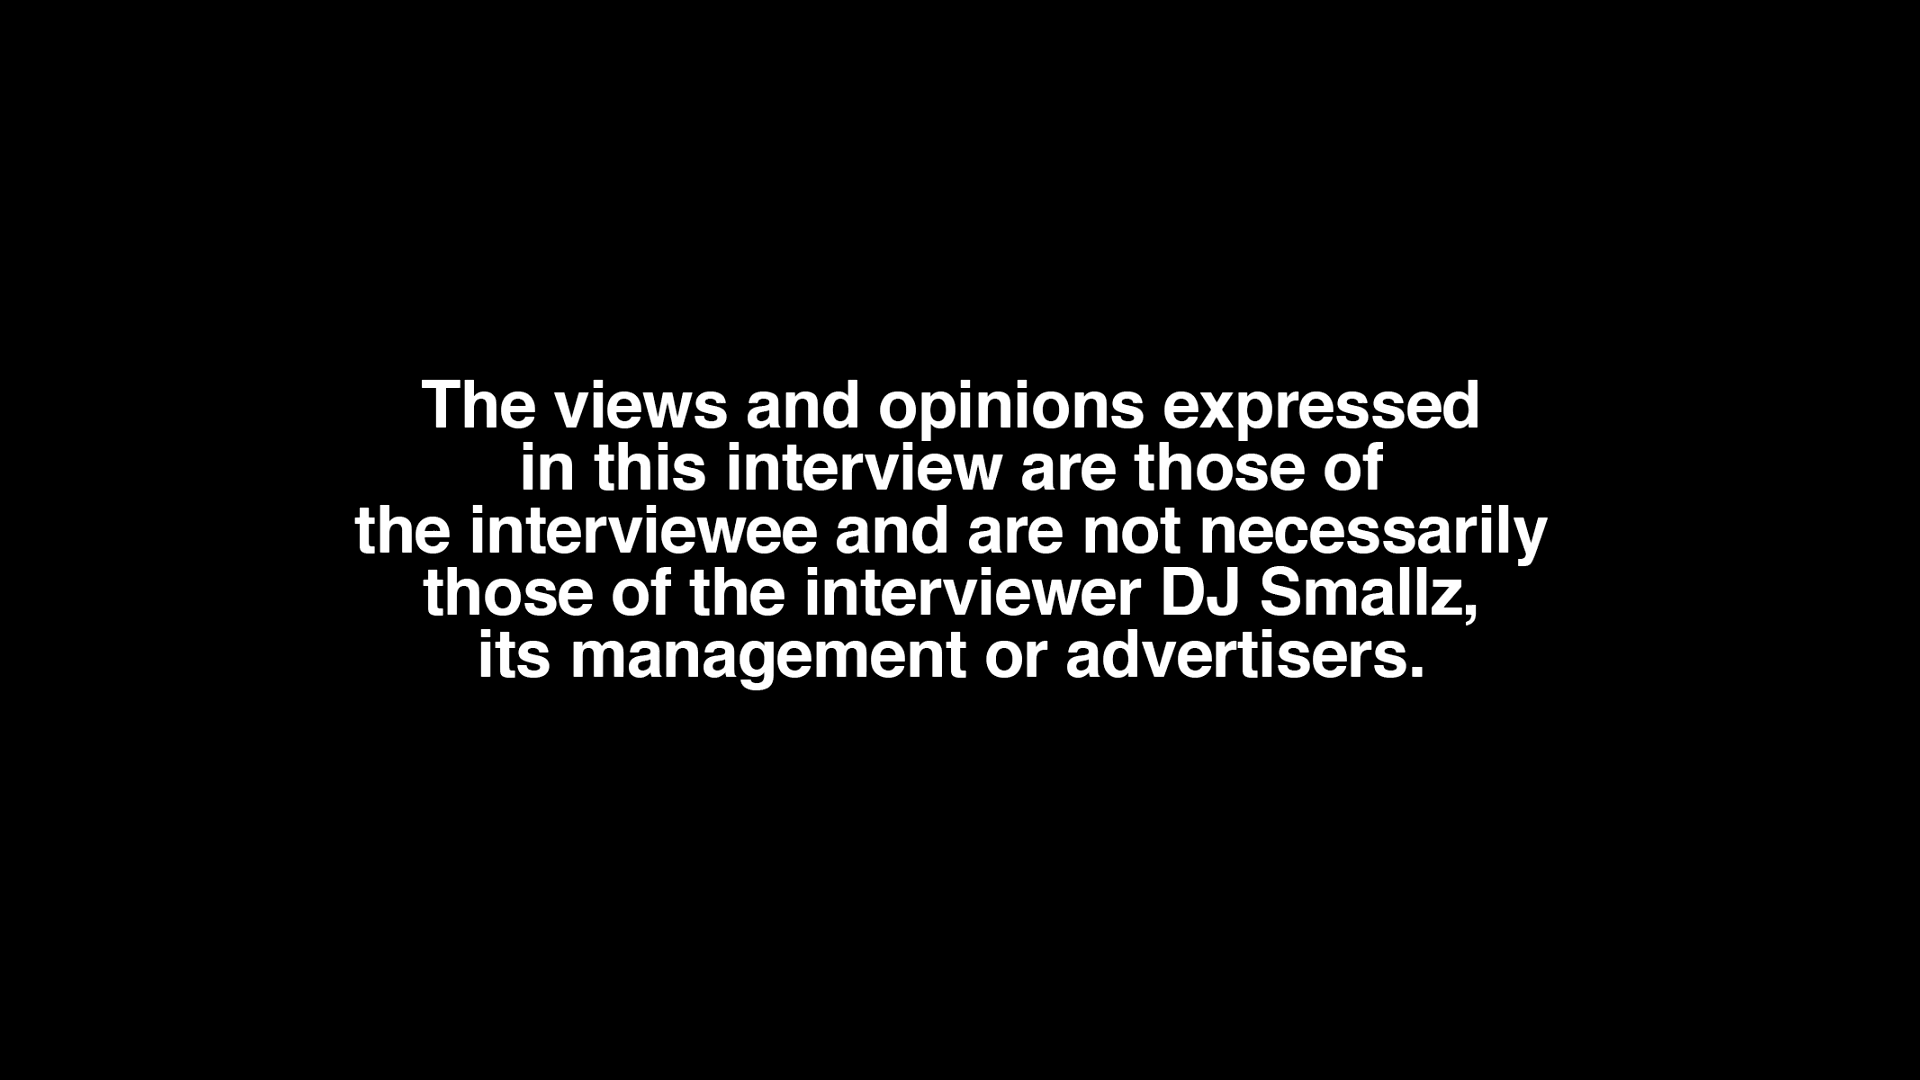 The views and opinions expressed
in this interview are those of
the interviewee and are not necessarily
those of the interviewer DJ Smallz,
its management or advertisers.